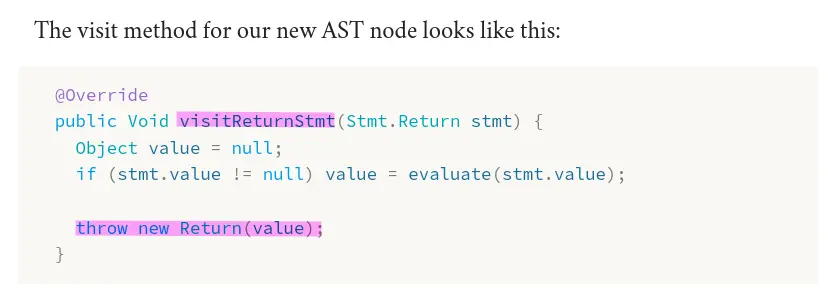 The visit method for our new AST node looks like this:
@Override
public Void visitReturnStmt(Stmt.Return stmt) {
Object value = null;
if (stmt.value != null) value = evaluate(stmt.value);
throw new Return(value);
}